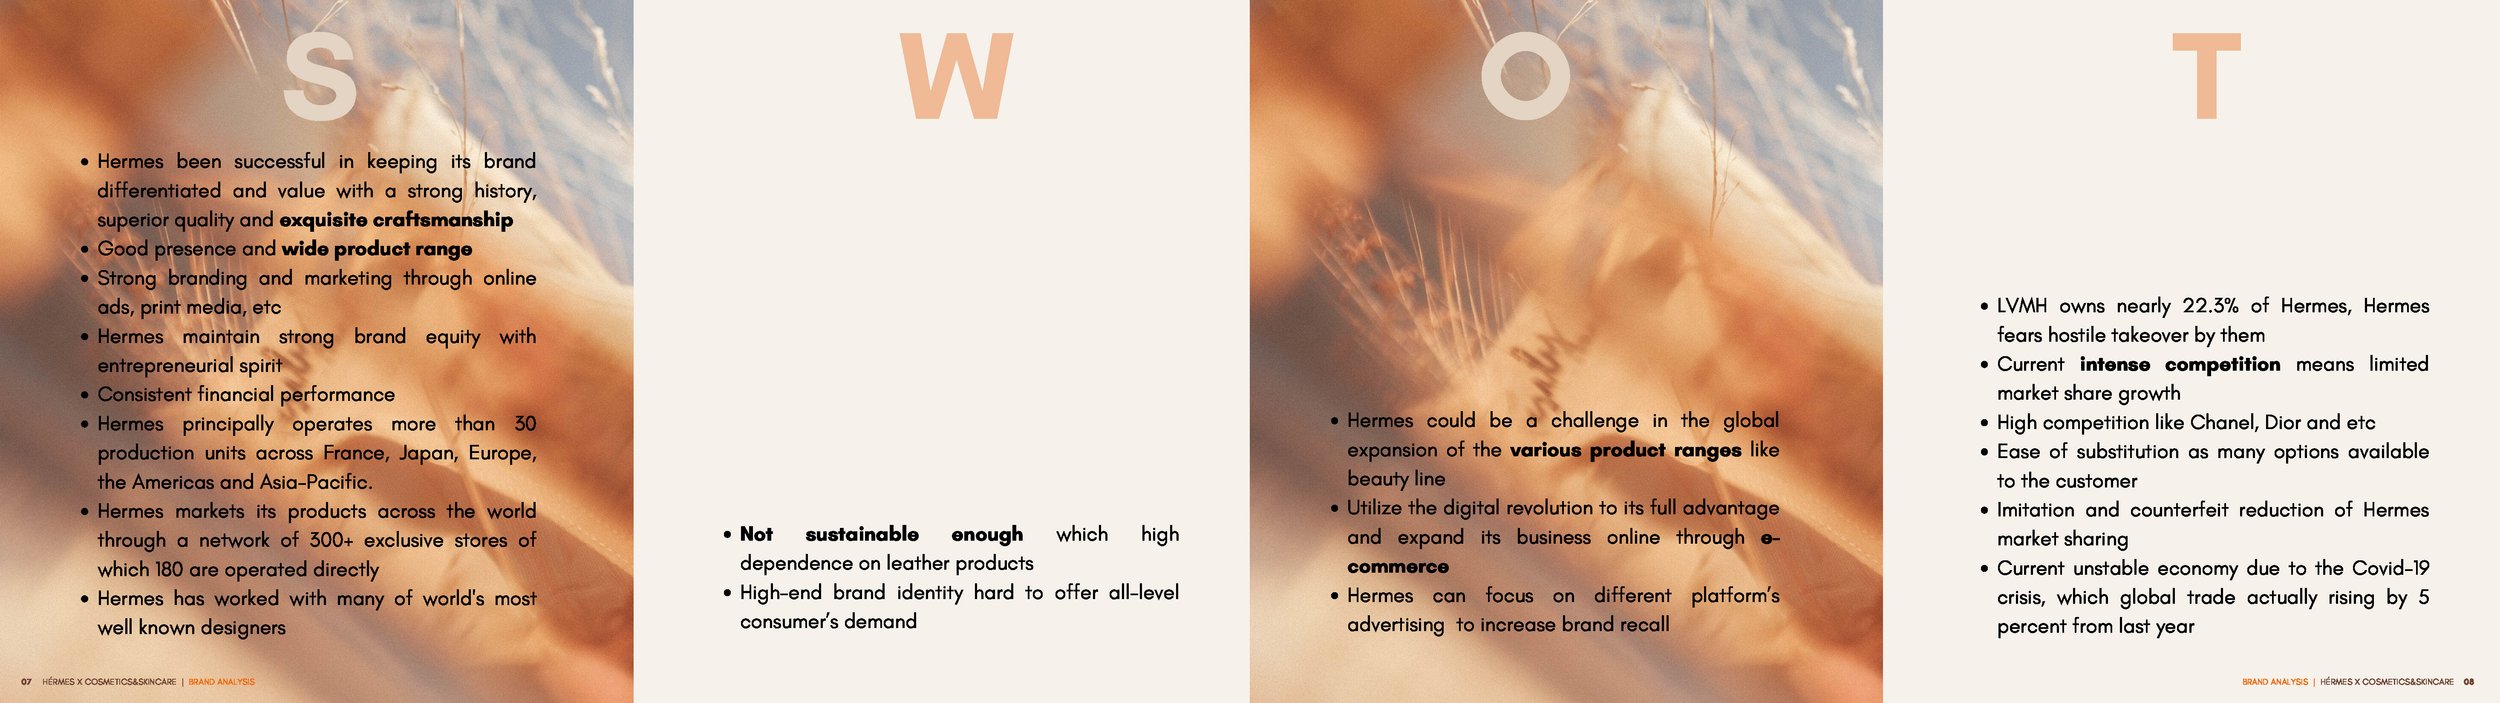 S
• Hermes been successful in keeping its brand
differentiated and value with a strong history,
superior quality and exquisite craftsmanship
• Good presence and wide product range
• Strong branding and marketing through online
ads, print media, etc
• Hermes maintain strong brand equity with
entrepreneurial spirit
• Consistent financial performance
• Hermes principally operates more than 30
production units across France, Japan, Europe,
the Americas and Asia-Pacific.
• Hermes markets its products across the world
through a network of 300+ exclusive stores of
which 180 are operated directly
• Hermes has worked with many of world's most
well known designers
07 HÉRMES X COSMETICS&SKINCARE | BRAND ANALYSIS
W
• Not sustainable enough which high
dependence on leather products
• High-end brand identity hard to offer all-level
consumer's demand
O
• Hermes could be a challenge in the global
expansion of the various product ranges like
beauty line
• Utilize the digital revolution to its full advantage
and expand its business online through e-
commerce
• Hermes can focus on different platform's
advertising to increase brand recall
T
• LVMH owns nearly 22.3% of Hermes, Hermes
fears hostile takeover by them
• Current intense competition means limited
market share growth
• High competition like Chanel, Dior and etc
• Ease of substitution as many options available
to the customer
• Imitation and counterfeit reduction of Hermes
market sharing
• Current unstable economy due to the Covid-19
crisis, which global trade actually rising by 5
percent from last year
BRAND ANALYSIS | HÉRMES X COSMETICS&SKINCARE 08